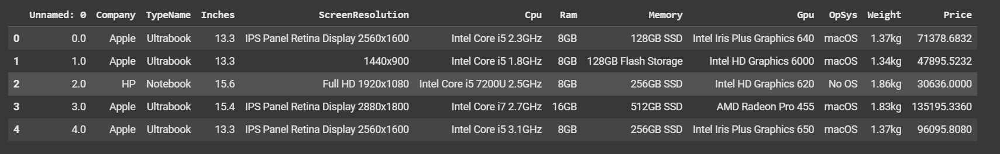 Unnamed: 0 Company TypeName Inches ScreenResolution Cpu Ram Memory Gpu OpSys Weight Price
0 0.0 Apple Ultrabook 13.3 IPS Panel Retina Display 2560x1600 Intel Core i5 2.3GHz 8GB 128GB SSD Intel Iris Plus Graphics 640 macOS 1.37kg 71378.6832
1 1.0 Apple Ultrabook 13.3 1440x900 Intel Core i5 1.8GHz 8GB 128GB Flash Storage Intel HD Graphics 6000 macOS 1.34kg 47895.5232
2 2.0 HP Notebook 15.6 Full HD 1920x1080 Intel Core i5 7200U 2.5GHz 8GB 256GB SSD Intel HD Graphics 620 No OS 1.86kg 30636.0000
3 3.0 Apple Ultrabook 15.4 IPS Panel Retina Display 2880x1800 Intel Core i7 2.7GHz 16GB 512GB SSD AMD Radeon Pro 455 macOS 1.83kg 135195.3360
4 4.0 Apple Ultrabook 13.3 IPS Panel Retina Display 2560x1600 Intel Core i5 3.1GHz 8GB 256GB SSD Intel Iris Plus Graphics 650 macOS 1.37kg 96095.8080